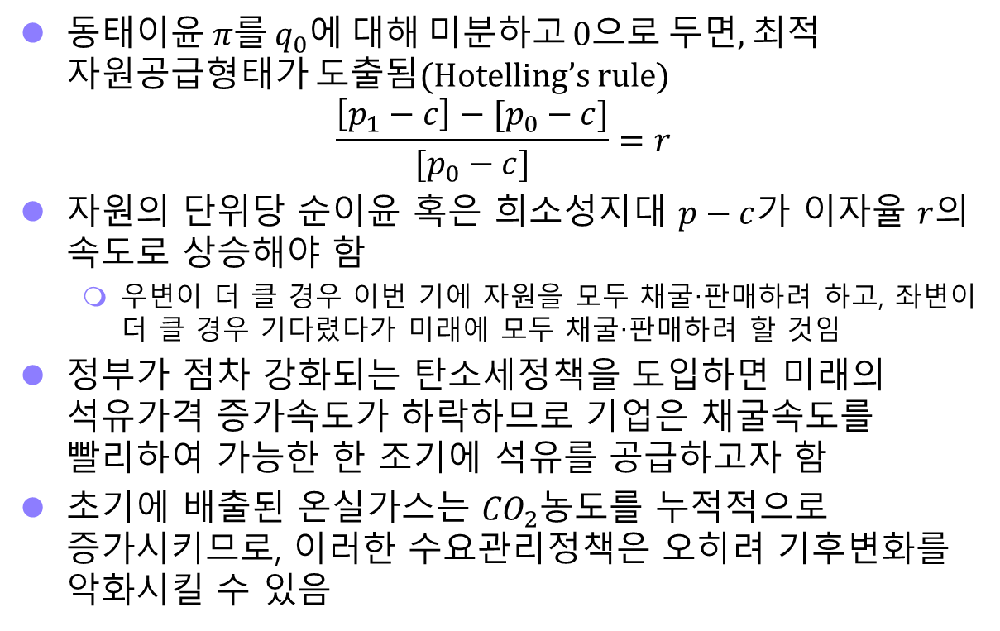 ● 동태이윤 π를 q₀에 대해 미분하고 0으로 두면, 최적
자원공급형태가 도출됨(Hotelling’s rule)
[p₁ − c] − [p₀ − c]
= r
[p₀ − c]
● 자원의 단위당 순이윤 혹은 희소성지대 p − c가 이자율 r의
속도로 상승해야 함
❍ 우변이 더 클 경우 이번 기에 자원을 모두 채굴·판매하려 하고, 좌변이
더 클 경우 기다렸다가 미래에 모두 채굴·판매하려 할 것임
● 정부가 점차 강화되는 탄소세정책을 도입하면 미래의
석유가격 증가속도가 하락하므로 기업은 채굴속도를
빨리하여 가능한 한 조기에 석유를 공급하고자 함
● 초기에 배출된 온실가스는 CO₂농도를 누적적으로
증가시키므로, 이러한 수요관리정책은 오히려 기후변화를
악화시킬 수 있음